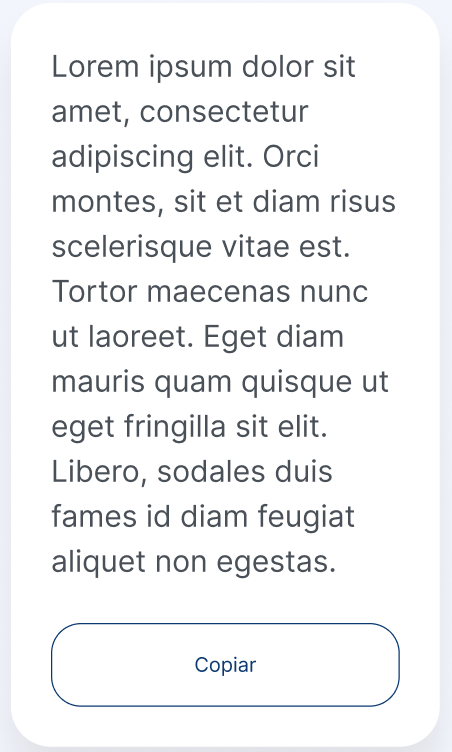 Lorem ipsum dolor sit
amet, consectetur
adipiscing elit. Orci
montes, sit et diam risus
scelerisque vitae est.
Tortor maecenas nunc
ut laoreet. Eget diam
mauris quam quisque ut
eget fringilla sit elit.
Libero, sodales duis
fames id diam feugiat
aliquet non egestas.
Copiar